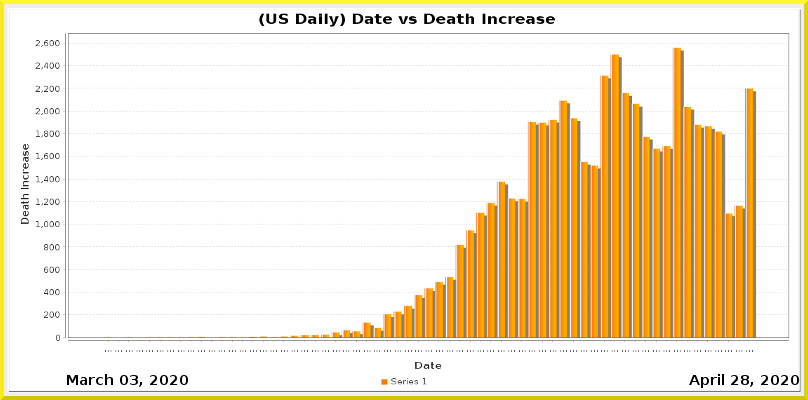 (US Daily) Date vs Death Increase
2,600
2,400
2,200
2,000
1,800
1,600
1,400
1,200
1,000
800
600
400
200
0
Death Increase
Date
March 03, 2020
Series 1
April 28, 2020